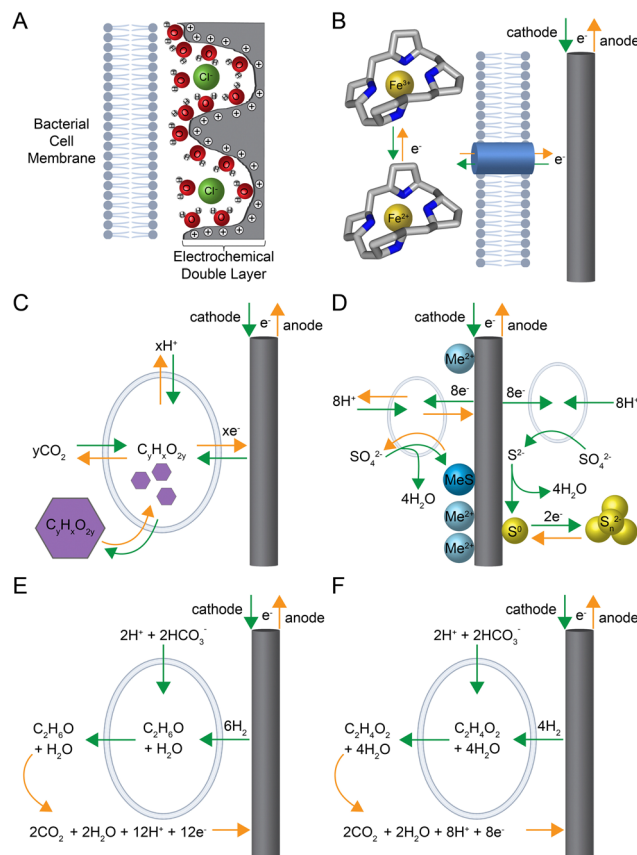 A
Bacterial
Cell
Membrane
Cl-
Cl-
Electrochemical
Double Layer
B
cathode
e-
anode
Fe3+
e-
Fe2+
e-
C
cathode
e-
anode
xH+
yCO2
CyHxO2y
xe-
CyHxO2y
D
cathode
e-
anode
Me2+
8H+
8e-
8e-
8H+
SO42-
S2-
SO42-
4H2O
MeS
4H2O
Me2+
Me2+
S0
2e-
Sn2-
E
cathode
e-
anode
2H+ + 2HCO3-
C2H6O
+ H2O
C2H6O
+ H2O
6H2
2CO2 + 2H2O + 12H+ + 12e-
F
cathode
e-
anode
2H+ + 2HCO3-
C2H4O2
+ 4H2O
C2H4O2
+ 4H2O
4H2
2CO2 + 2H2O + 8H+ + 8e-